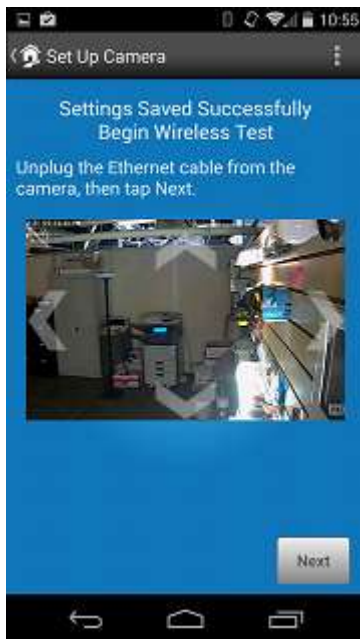 10:55
Set Up Camera
Settings Saved Successfully
Begin Wireless Test
Unplug the Ethernet cable from the
camera, then tap Next.
Next